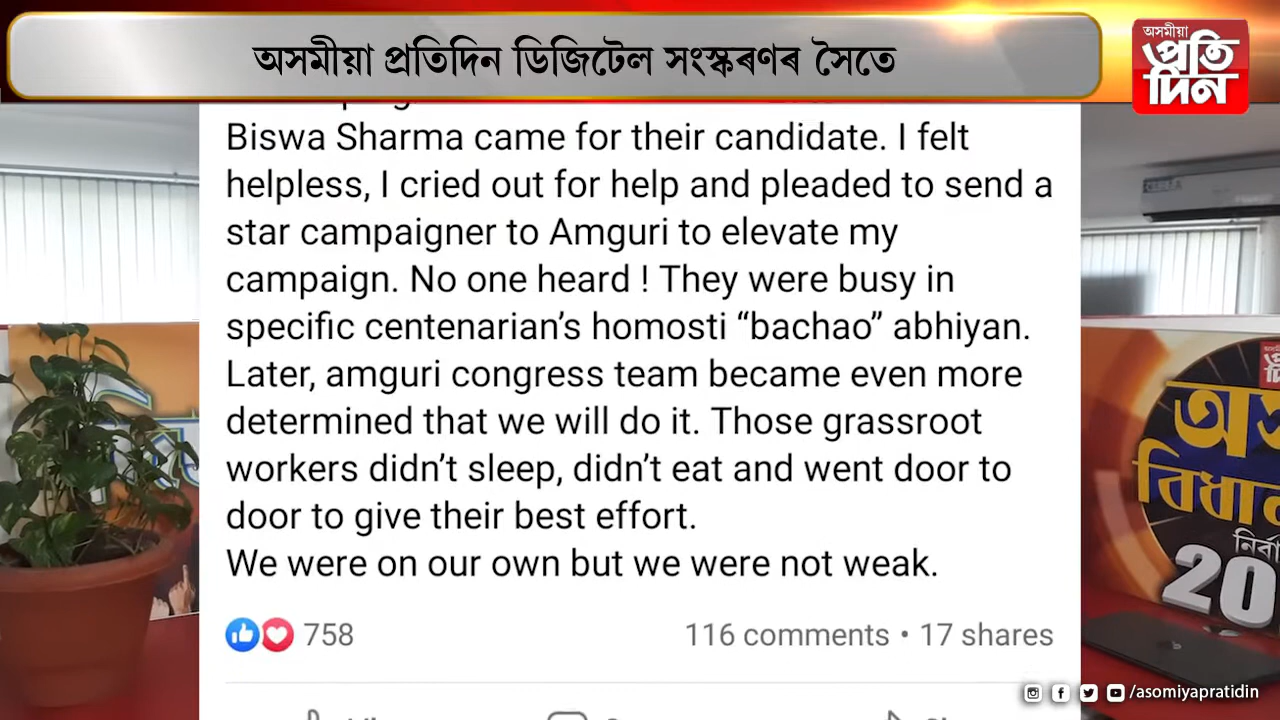 অসমীয়া প্ৰতিদিন ডিজিটেল সংস্কৰণৰ সৈতে
অসমীয়া
প্ৰতি
দিন
Biswa Sharma came for their candidate. I felt
helpless, I cried out for help and pleaded to send a
star campaigner to Amguri to elevate my
campaign. No one heard ! They were busy in
specific centenarian’s homosti “bachao” abhiyan.
Later, amguri congress team became even more
determined that we will do it. Those grassroot
workers didn’t sleep, didn’t eat and went door to
door to give their best effort.
We were on our own but we were not weak.
758
116 comments • 17 shares
/asomiyapratidin